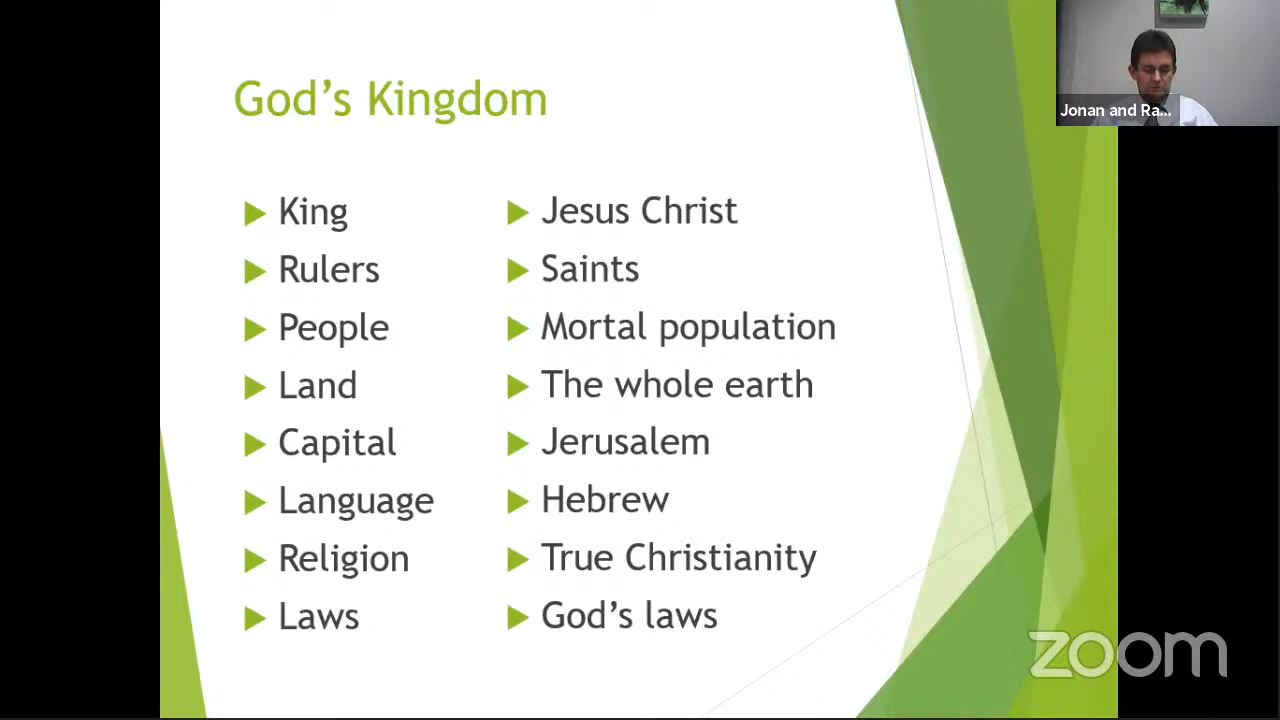 God's Kingdom
King
Rulers
People
Land
Capital
Language
Religion
Laws
Jesus Christ
Saints
Mortal population
The whole earth
Jerusalem
Hebrew
True Christianity
God's laws
Jonan and Ra...
zoom